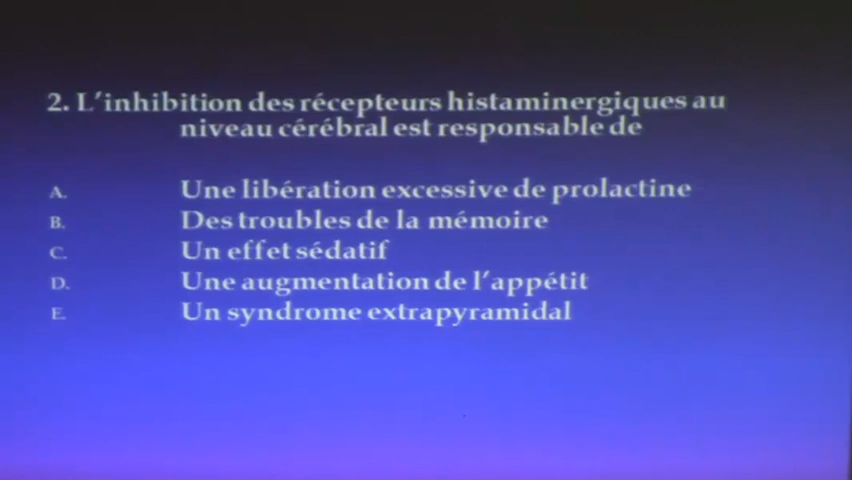 2. L'inhibition des récepteurs histaminergiques au
niveau cérébral est responsable de
A. Une libération excessive de prolactine
B. Des troubles de la mémoire
C. Un effet sédatif
D. Une augmentation de l'appétit
E. Un syndrome extrapyramidal